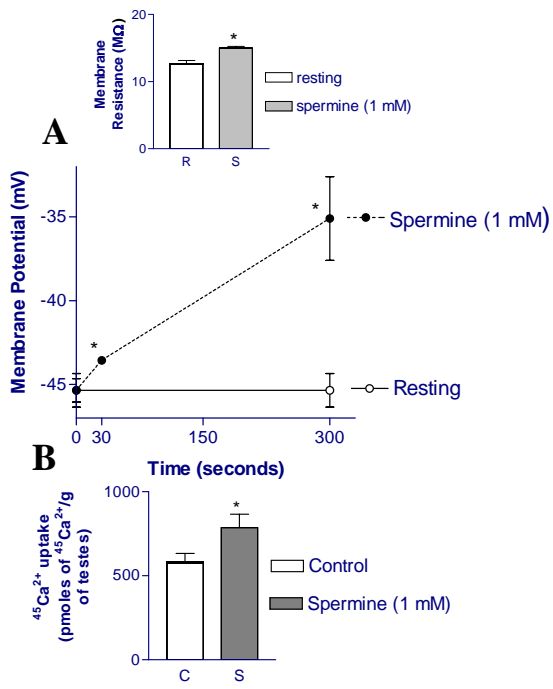 Membrane
Resistance (MΩ)
20
10
0
*
R
S
resting
spermine (1 mM)
A
Membrane Potential (mV)
-35
-40
-45
*
*
Spermine (1 mM)
Resting
0
30
150
300
Time (seconds)
B
⁴⁵Ca²⁺ uptake
(pmoles of ⁴⁵Ca²⁺/g
of testes)
1000
500
0
*
C
S
Control
Spermine (1 mM)